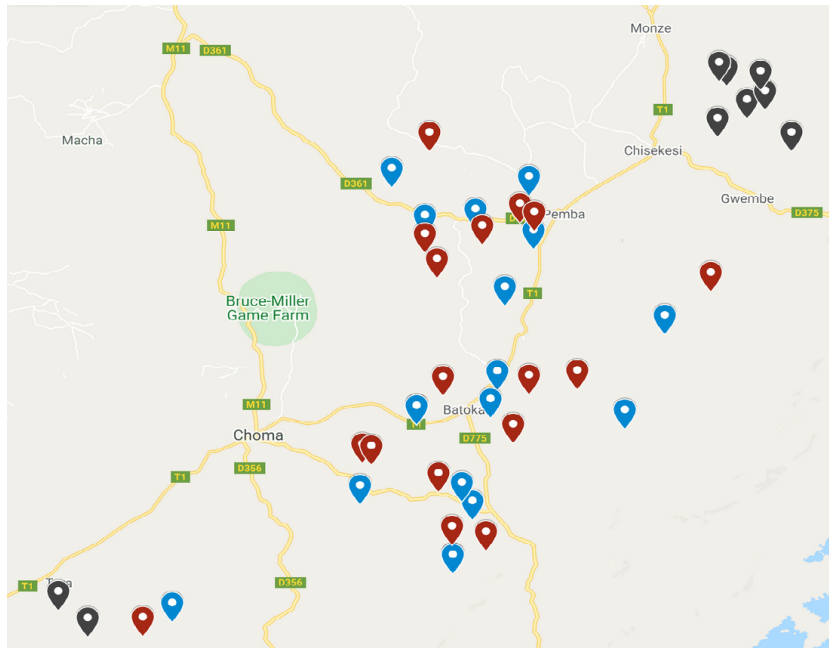 Monze
M11
D361
T1
Macha
Chisekesi
D361
Gwembe
D375
M11
Pemba
T1
Bruce-Miller
Game Farm
M11
Batoka
Choma
D775
D356
T1
D356
T1